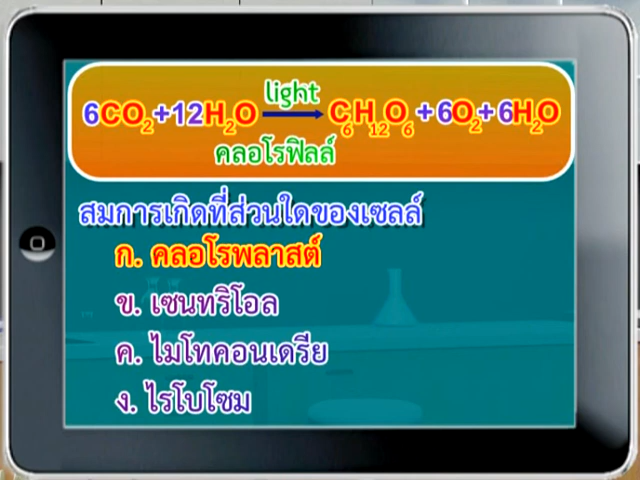 light
6CO₂+12H₂O → C₆H₁₂O₆ + 6O₂ + 6H₂O
คลอโรฟิลล์
สมการเกิดที่ส่วนใดของเซลล์
ก. คลอโรพลาสต์
ข. เซนทริโอล
ค. ไมโทคอนเดรีย
ง. ไรโบโซม